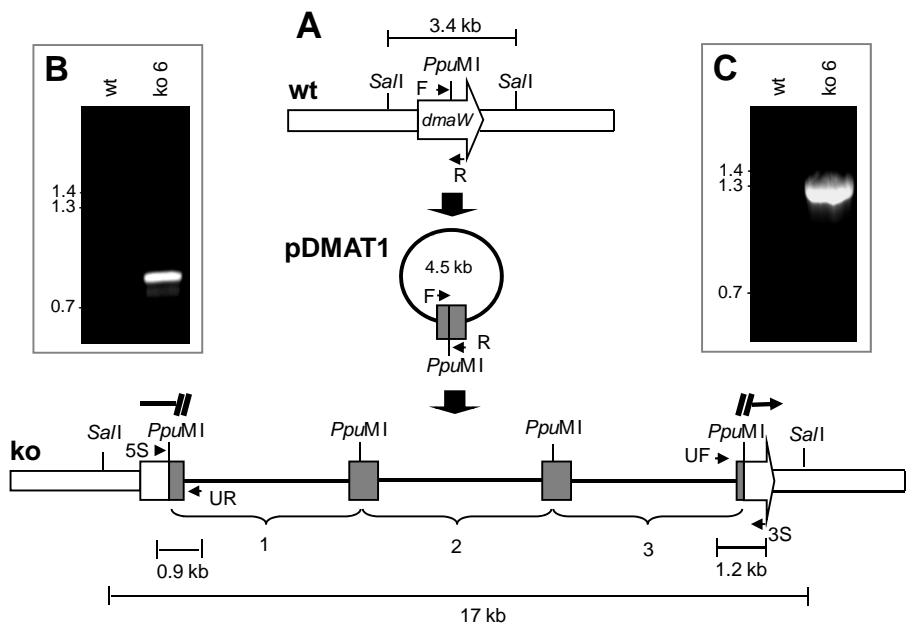 A
3.4 kb
PpuMI
SalI
SalI
F
wt
dmaW
R
B
wt
ko 6
1.4
1.3
0.7
C
wt
ko 6
1.4
1.3
0.7
pDMAT1
4.5 kb
F
R
PpuMI
ko
SalI
PpuMI
PpuMI
PpuMI
PpuMI
SalI
5S
UF
UR
3S
1
2
3
0.9 kb
1.2 kb
17 kb